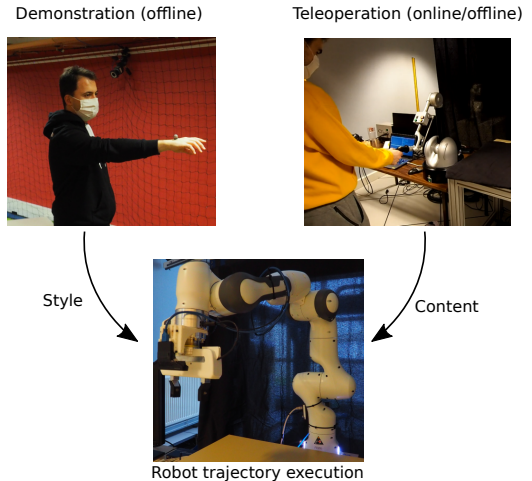 Demonstration (offline)
Teleoperation (online/offline)
Style
Content
Robot trajectory execution